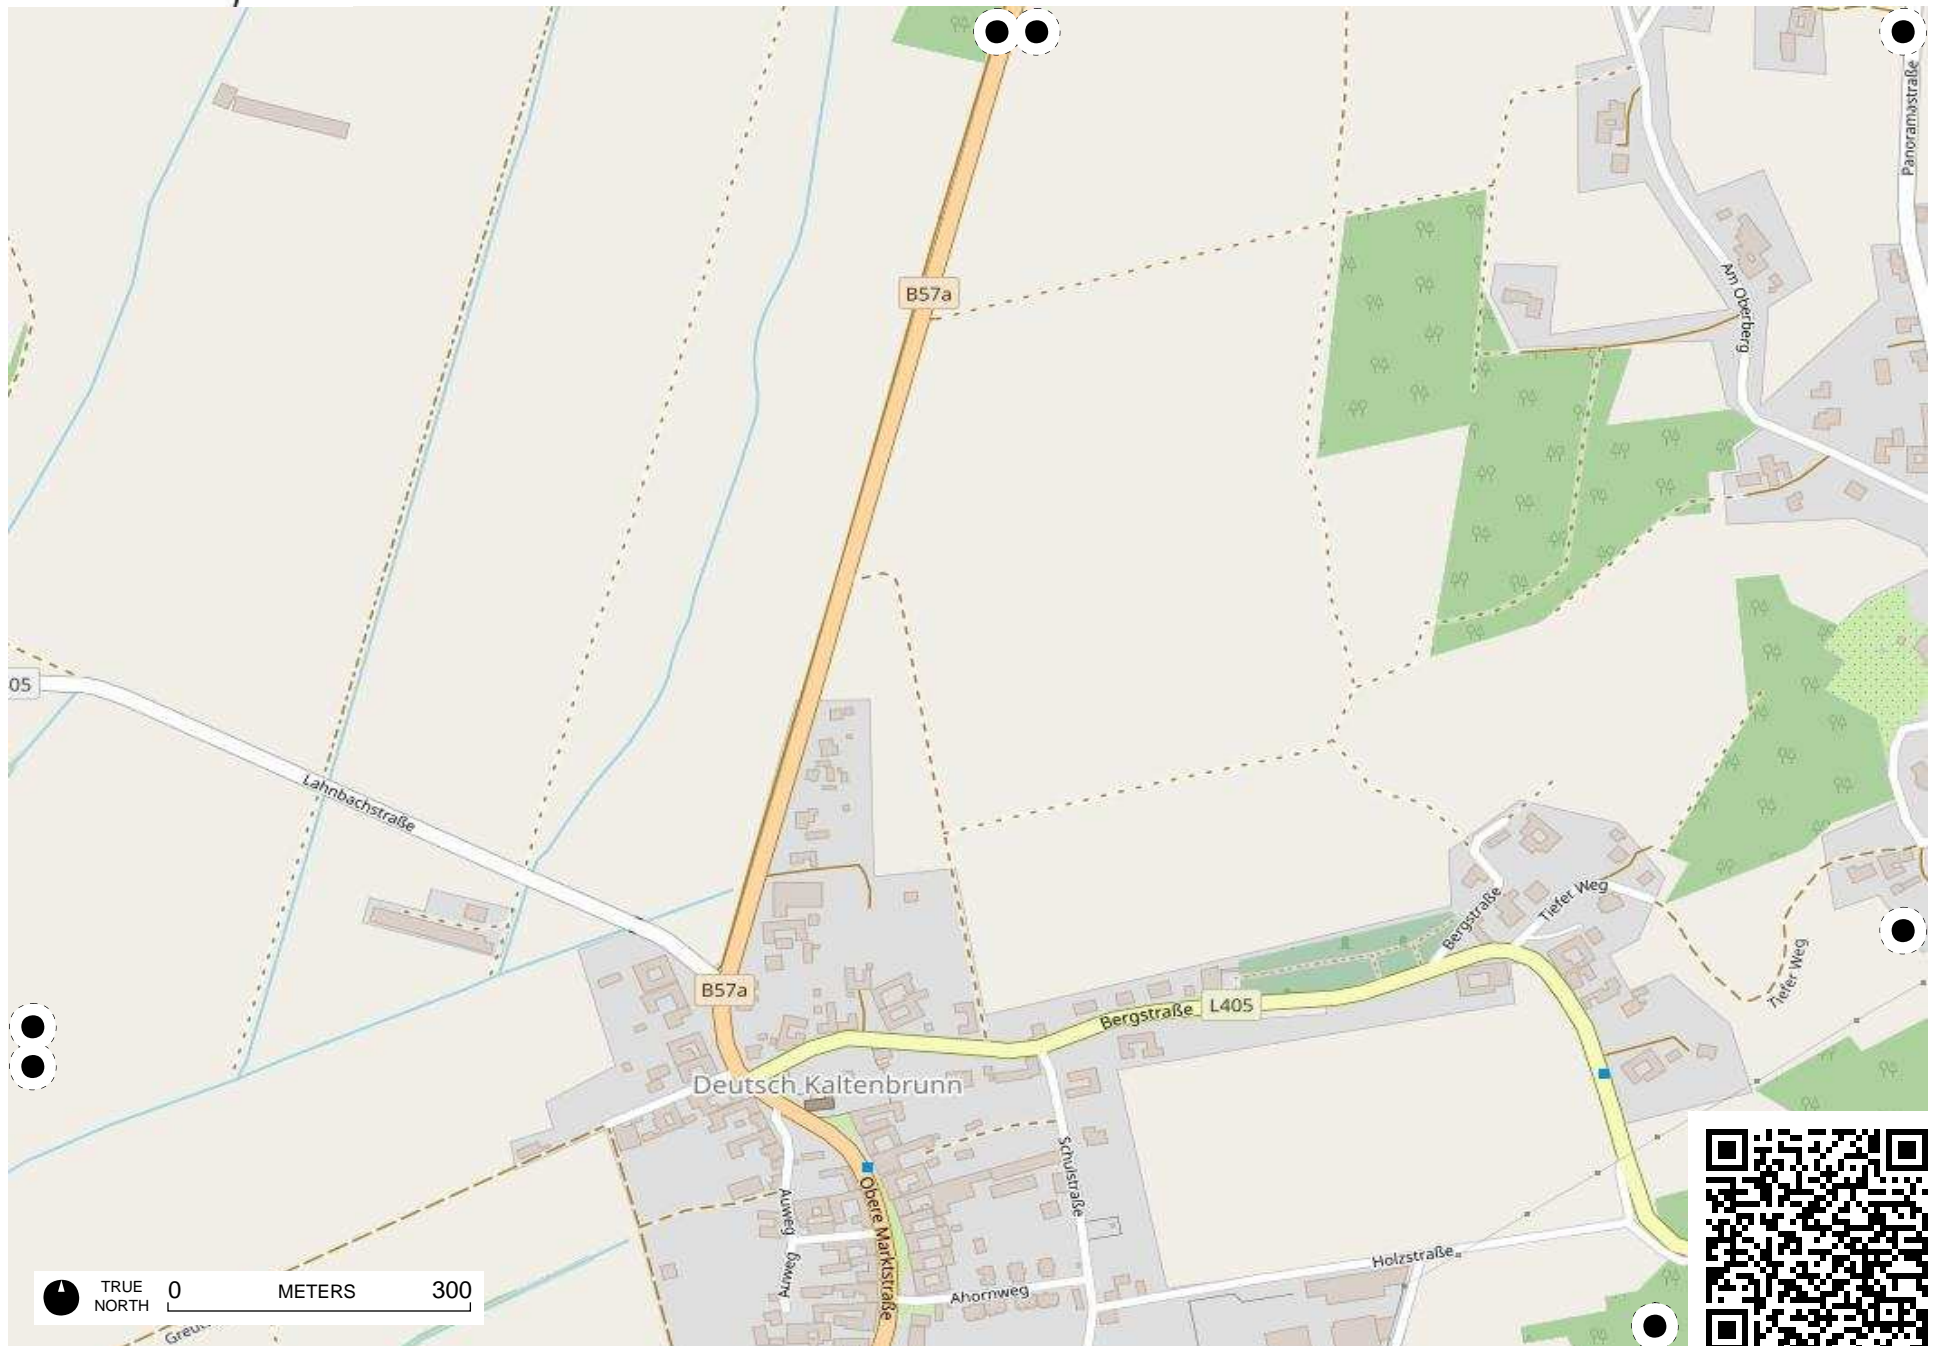 Panoramastraße
B57a
Am Oberberg
05
Lahnbachstraße
Bergstraße
Tiefer Weg
Tiefer Weg
B57a
Bergstraße
L405
Deutsch Kaltenbrunn
Schulstraße
Auweg
Obere Marktstraße
Auweg
Holzstraße
Ahornweg
TRUE
NORTH
0 METERS 300